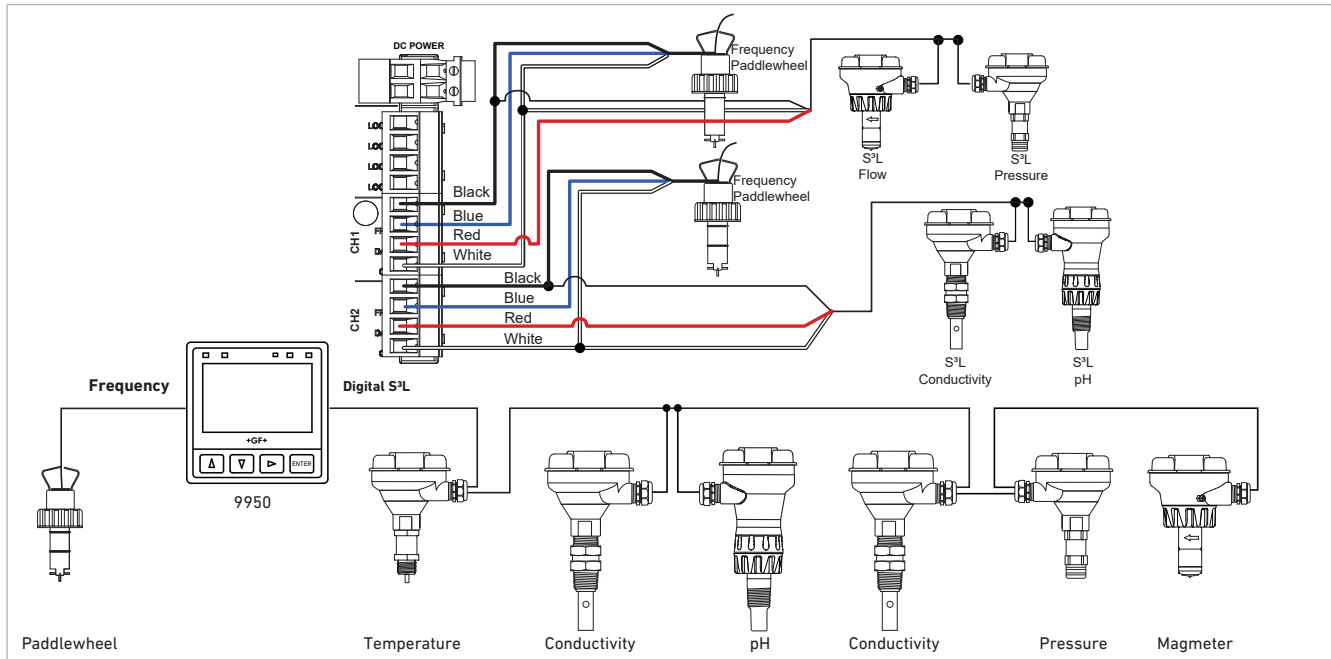 DC POWER
Frequency
Paddlewheel
S³L
Flow
S³L
Pressure
Black
Blue
Red
White
CH1
Frequency
Paddlewheel
Black
Blue
Red
White
CH2
S³L
Conductivity
S³L
pH
Frequency
Digital S³L
+GF+
ENTER
9950
Paddlewheel
Temperature
Conductivity
pH
Conductivity
Pressure
Magmeter